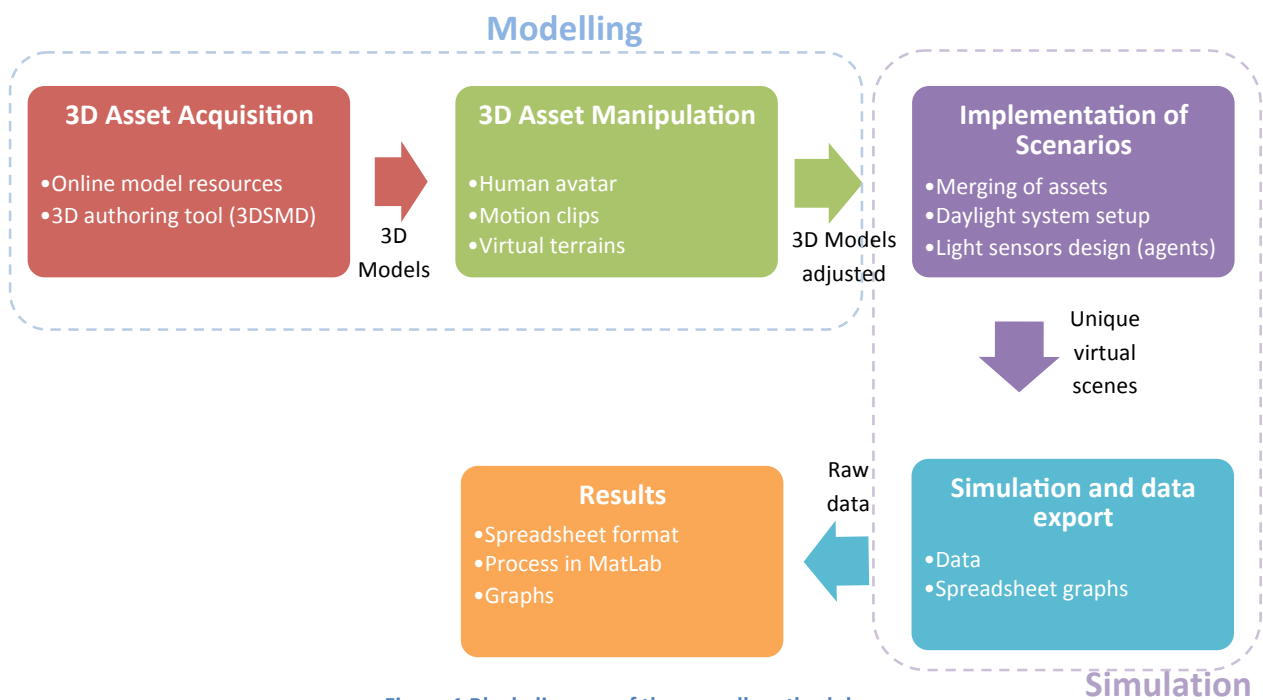 Modelling
3D Asset Acquisition
•Online model resources
•3D authoring tool (3DSMD)
3D
Models
3D Asset Manipulation
•Human avatar
•Motion clips
•Virtual terrains
3D Models
adjusted
Implementation of
Scenarios
•Merging of assets
•Daylight system setup
•Light sensors design (agents)
Unique
virtual
scenes
Simulation and data
export
•Data
•Spreadsheet graphs
Raw
data
Results
•Spreadsheet format
•Process in MatLab
•Graphs
Simulation